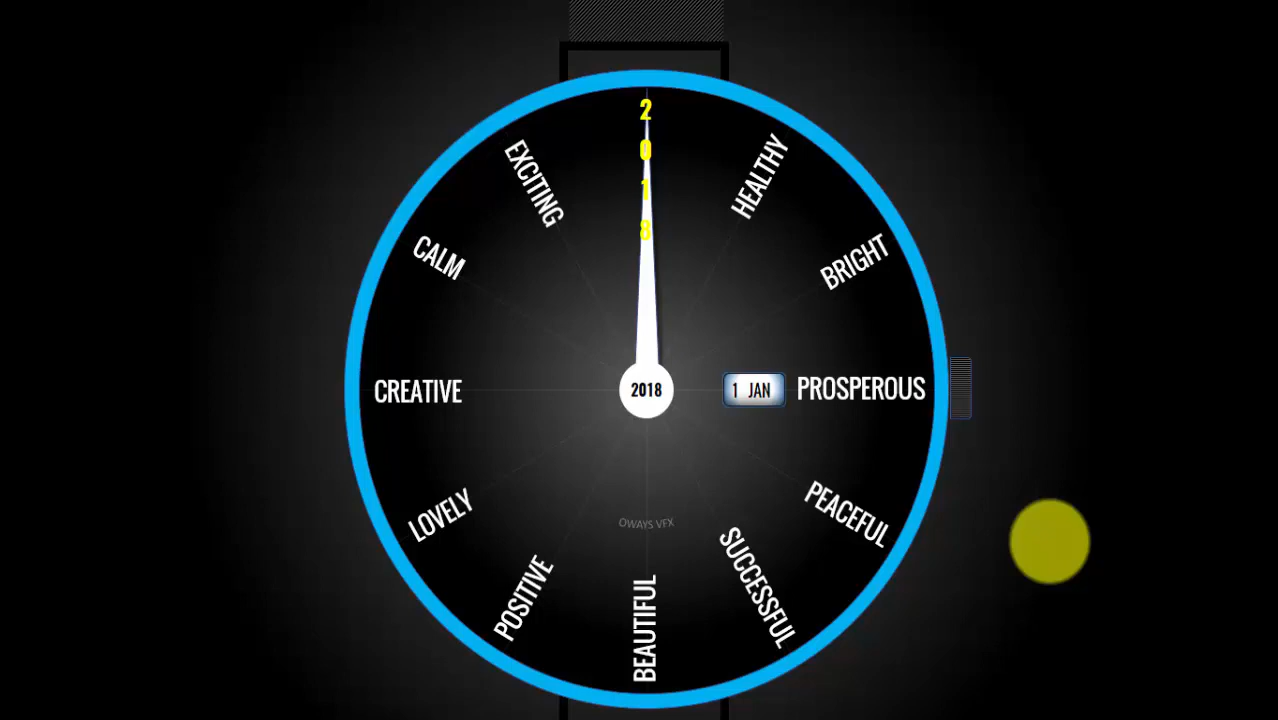 2
0
1
8
HEALTHY
BRIGHT
PROSPEROUS
PEACEFUL
SUCCESSFUL
BEAUTIFUL
POSITIVE
LOVELY
CREATIVE
CALM
EXCITING
2018
1 JAN
OWAYS VFX